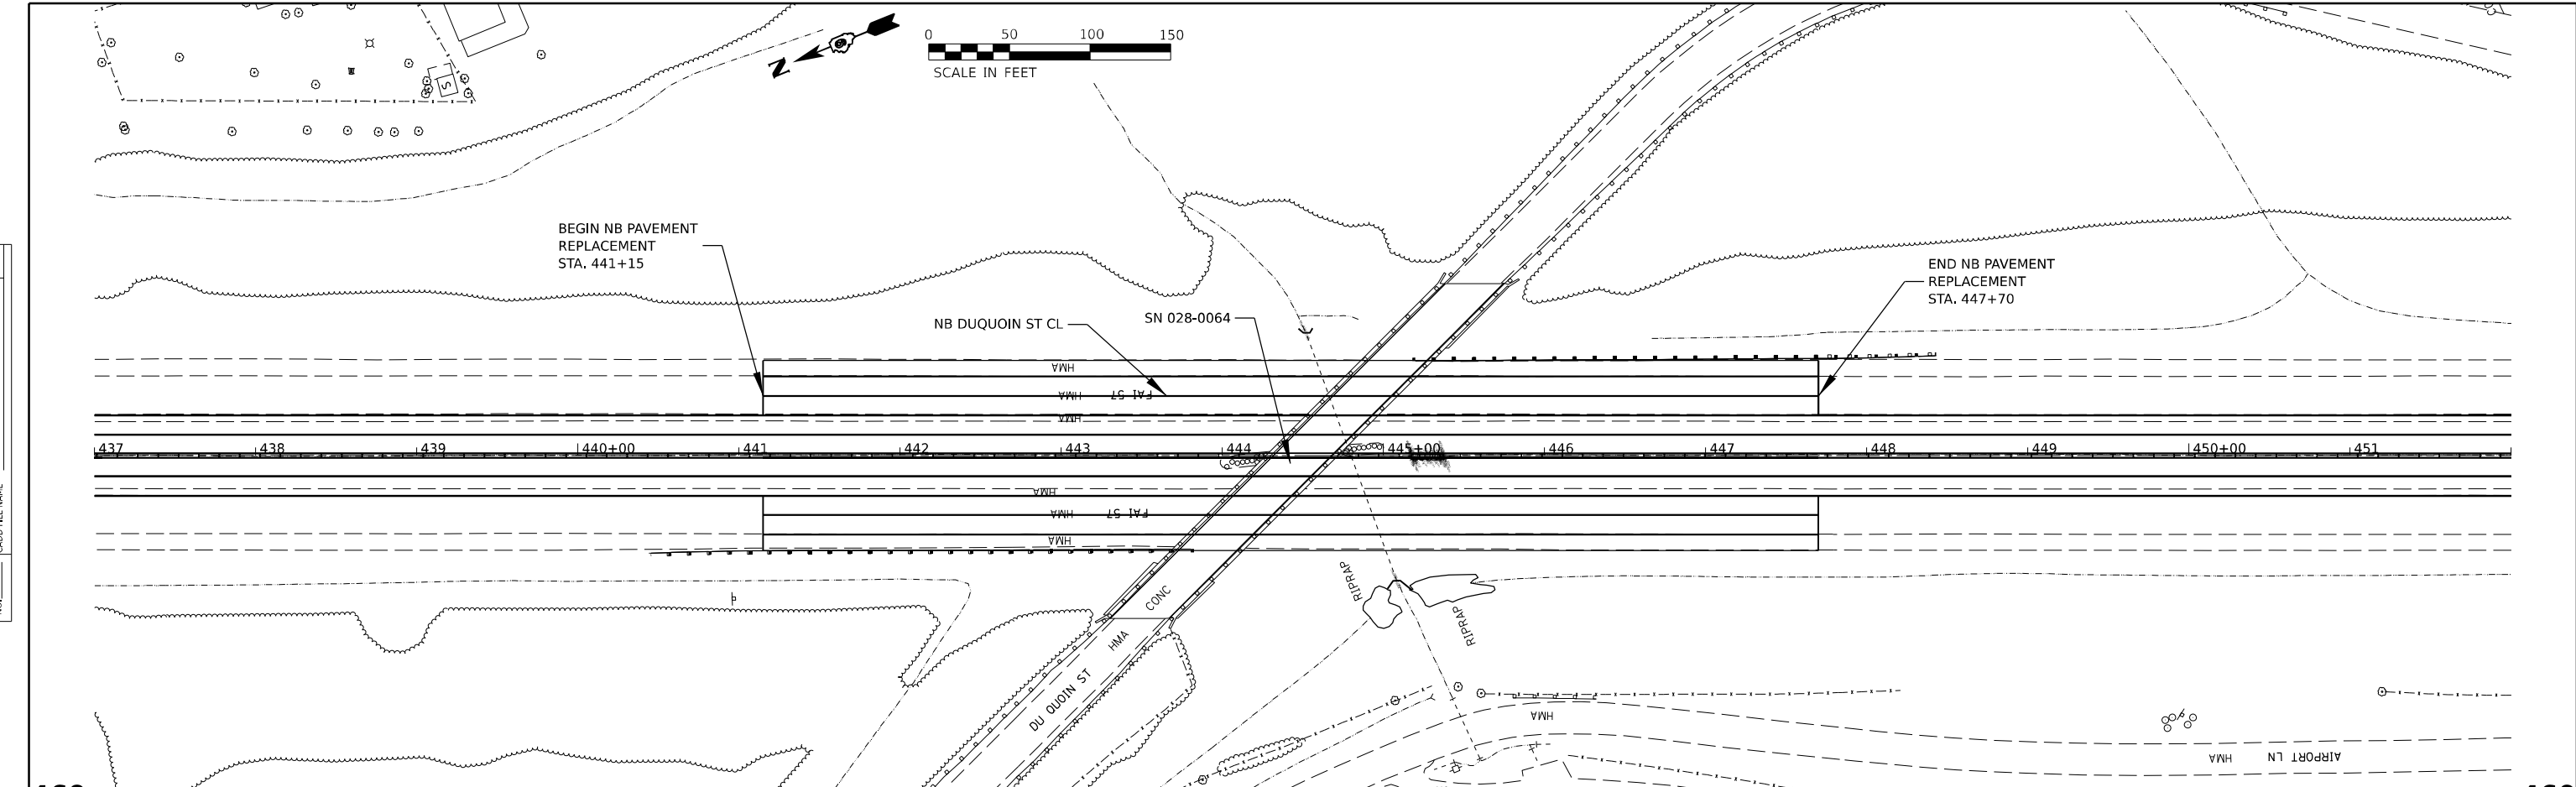 0 50 100 150
SCALE IN FEET
N
S
BEGIN NB PAVEMENT
REPLACEMENT
STA. 441+15
NB DUQUOIN ST CL
SN 028-0064
END NB PAVEMENT
REPLACEMENT
STA. 447+70
HMA
HMA FAI 57
HMA
437 438 439 440+00 441 442 443 444 445+00 446 447 448 449 450+00 451
HMA
HMA FAI 57
HMA
CONC
HMA
DU QUOIN ST
RIPRAP
RIPRAP
HMA
HMA
AIRPORT LN